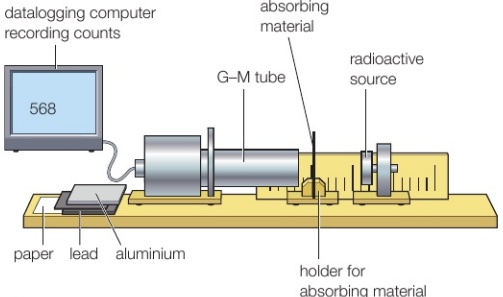 datalogging computer
recording counts
absorbing
material
radioactive
source
G–M tube
568
paper
lead
aluminium
holder for
absorbing material